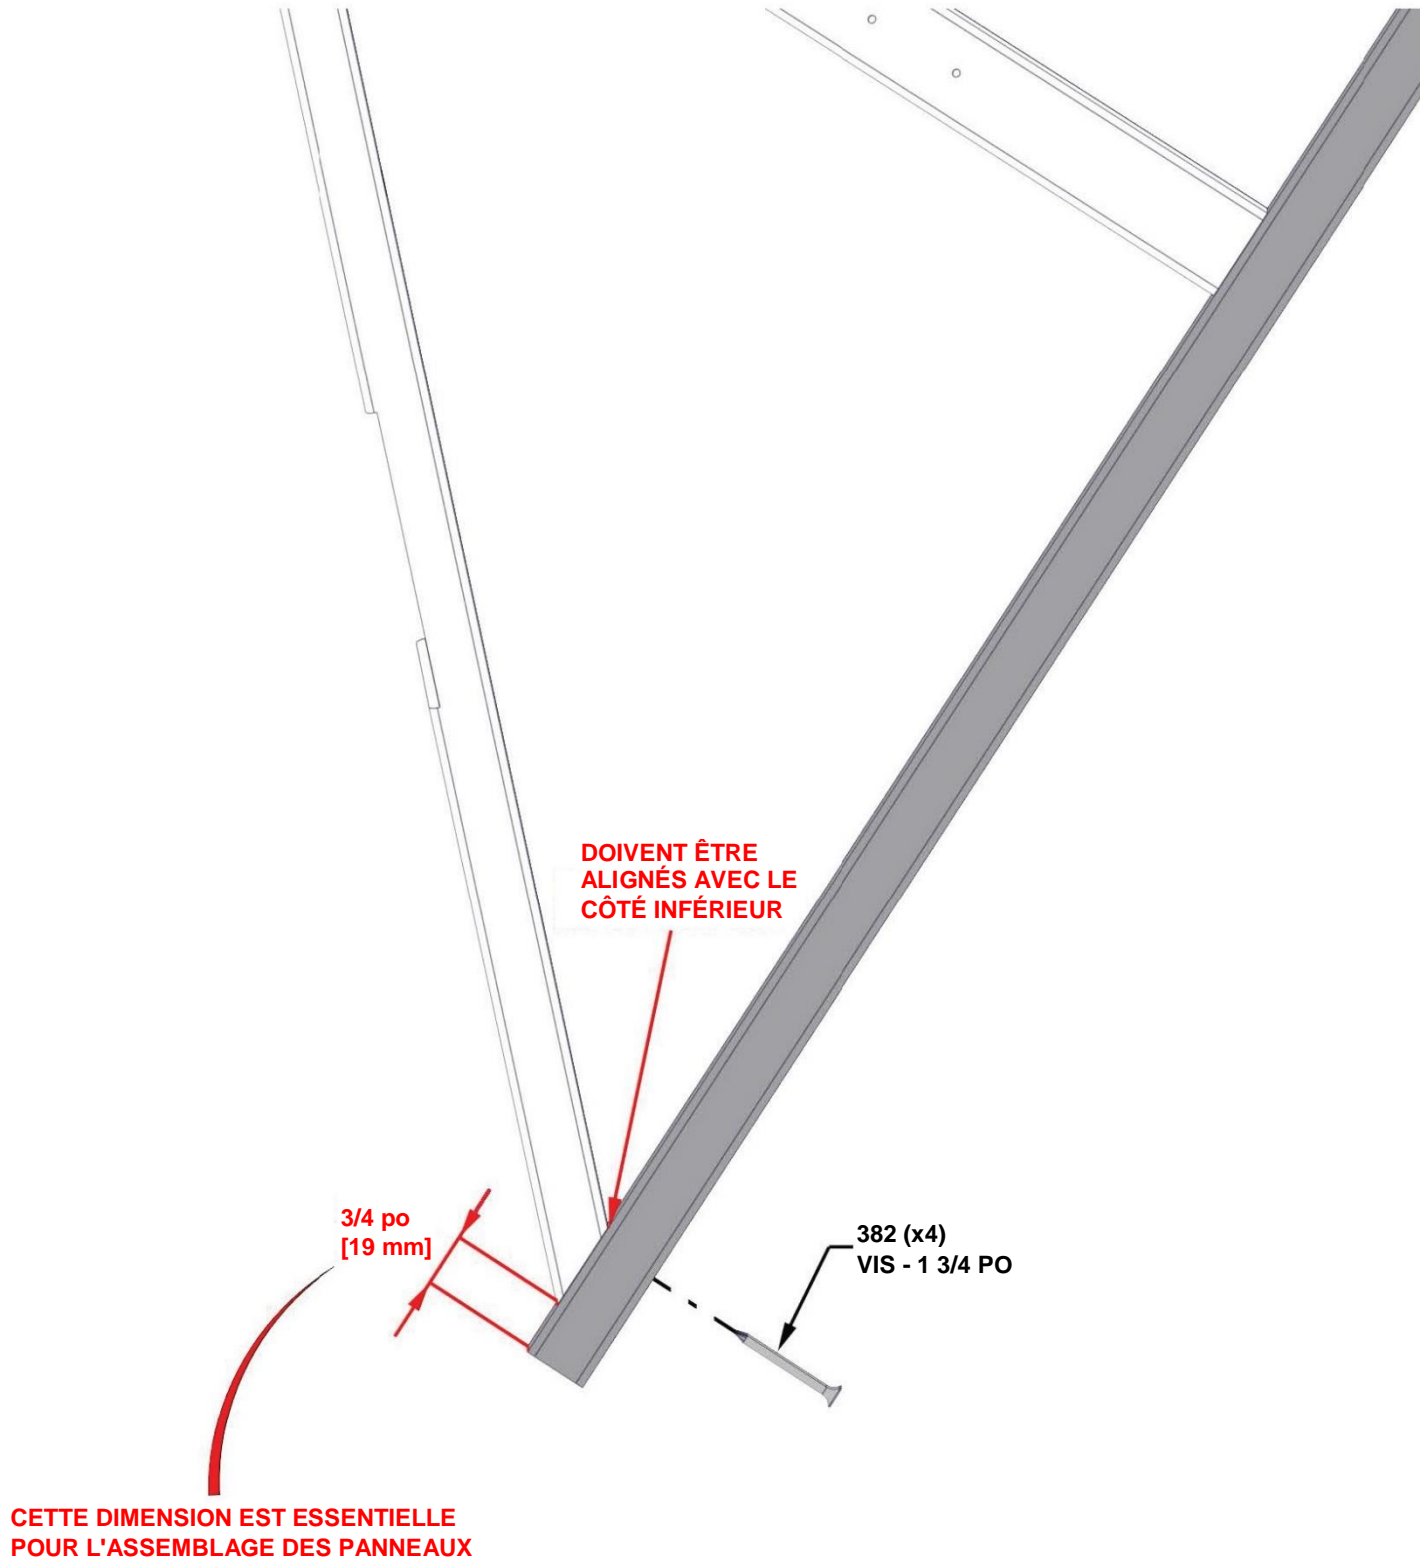 DOIVENT ÊTRE
ALIGNÉS AVEC LE
CÔTÉ INFÉRIEUR
3/4 po
[19 mm]
382 (x4)
VIS - 1 3/4 PO
CETTE DIMENSION EST ESSENTIELLE
POUR L'ASSEMBLAGE DES PANNEAUX